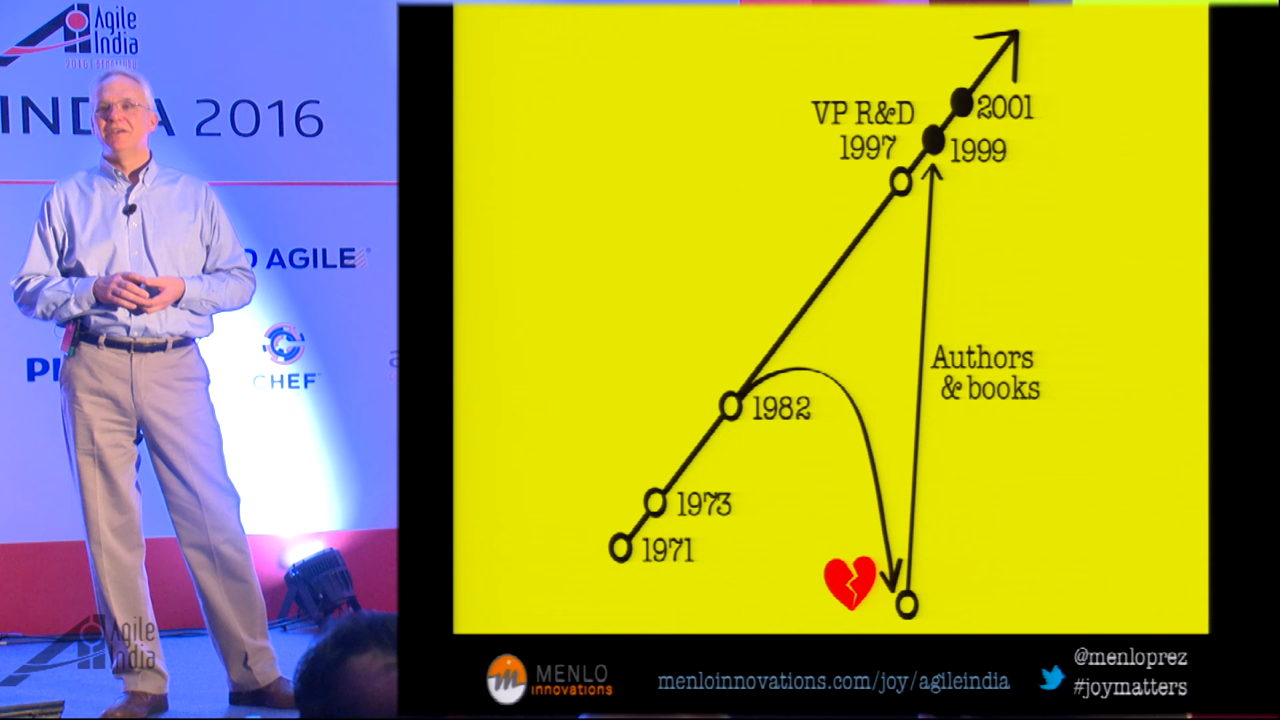 Agile
India
INDIA 2016
AGILE
CHEF
Agile
India
VP R&D
1997
2001
1999
Authors
& books
1982
1973
1971
MENLO
innovations
menloinnovations.com/joy/agileindia
@menloprez
#joymatters